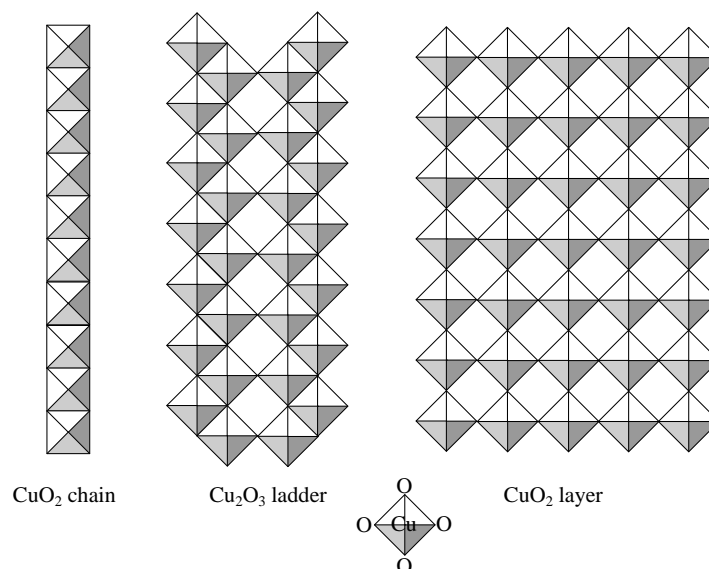 CuO₂ chain
Cu₂O₃ ladder
CuO₂ layer
O
O Cu O
O